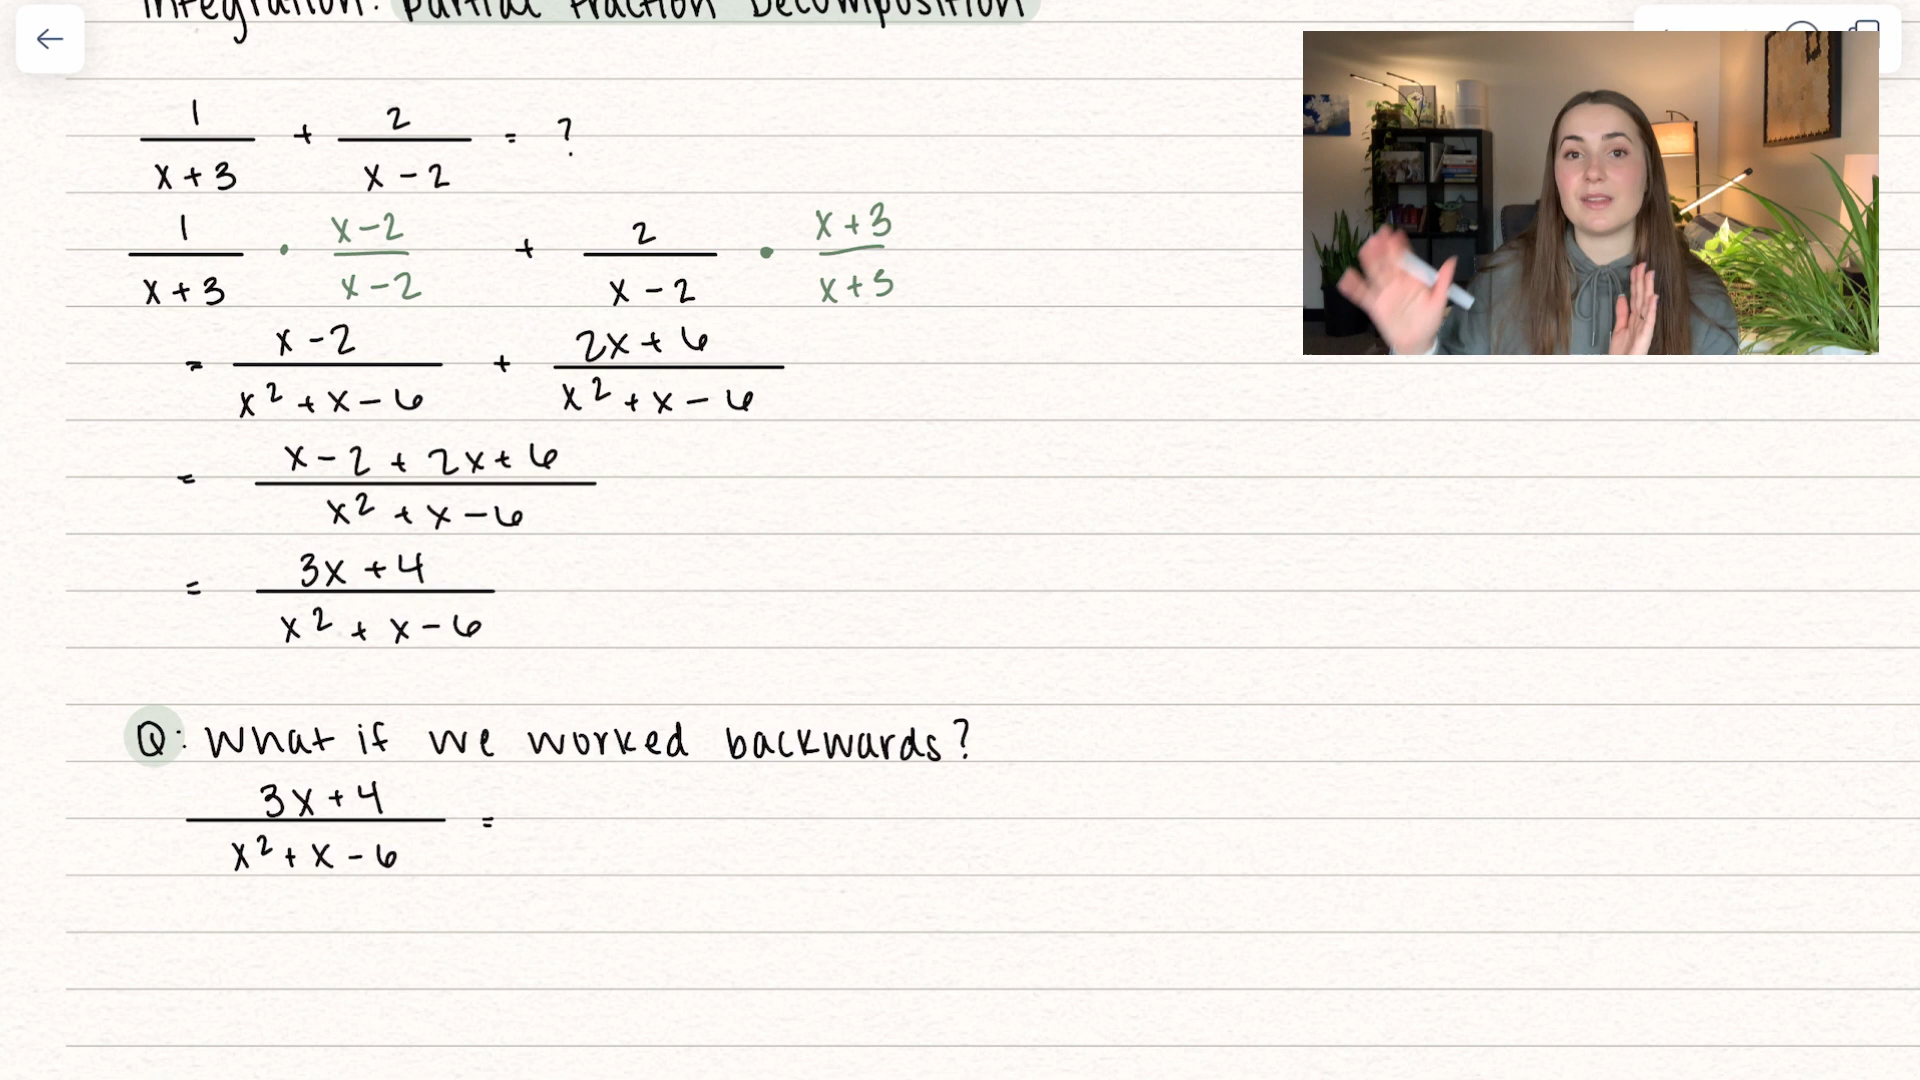 Integration: Partial Fraction Decomposition
1/(x+3) + 2/(x-2) = ?
1/(x+3) · (x-2)/(x-2) + 2/(x-2) · (x+3)/(x+3)
= (x-2)/(x²+x-6) + (2x+6)/(x²+x-6)
= (x-2+2x+6)/(x²+x-6)
= (3x+4)/(x²+x-6)
Q: What if we worked backwards?
(3x+4)/(x²+x-6) =